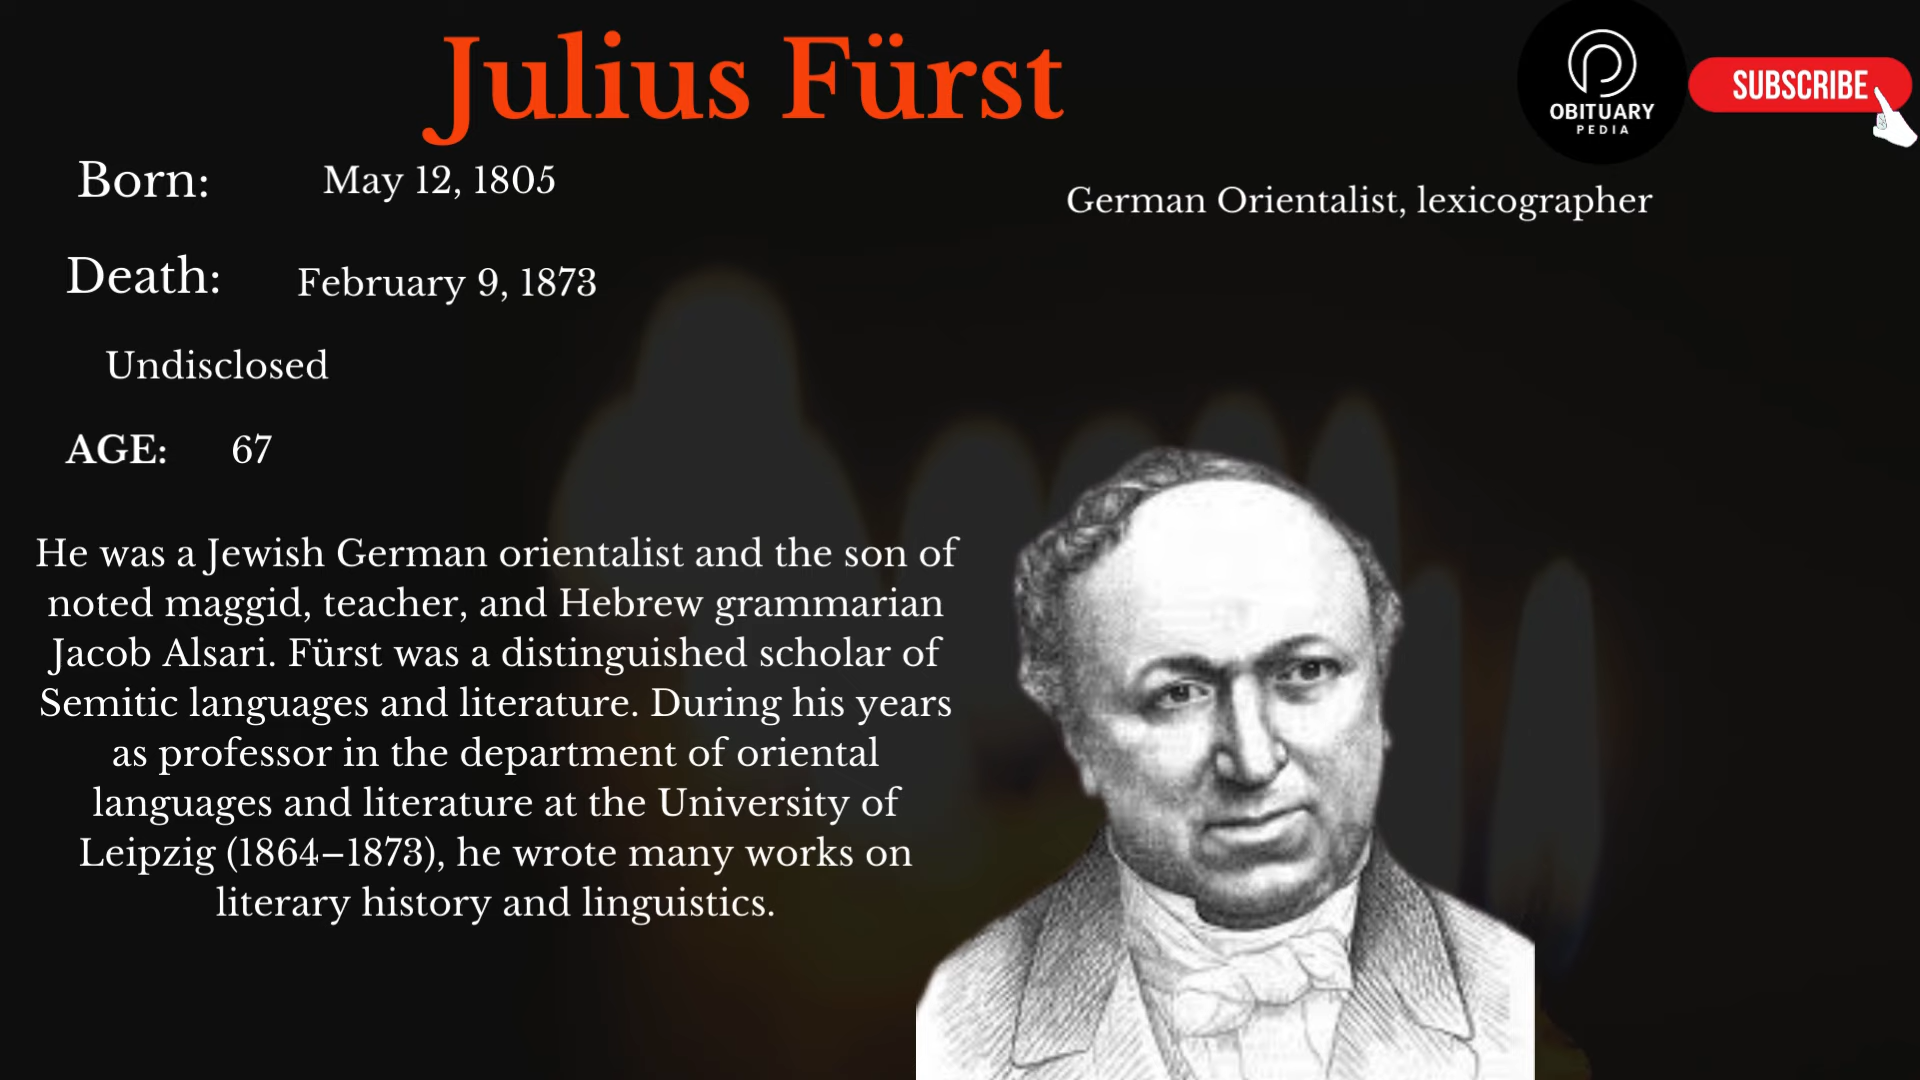 Julius Fürst
OBITUARY
PEDIA
SUBSCRIBE
Born: May 12, 1805
German Orientalist, lexicographer
Death: February 9, 1873
Undisclosed
AGE: 67
He was a Jewish German orientalist and the son of
noted maggid, teacher, and Hebrew grammarian
Jacob Alsari. Fürst was a distinguished scholar of
Semitic languages and literature. During his years
as professor in the department of oriental
languages and literature at the University of
Leipzig (1864–1873), he wrote many works on
literary history and linguistics.